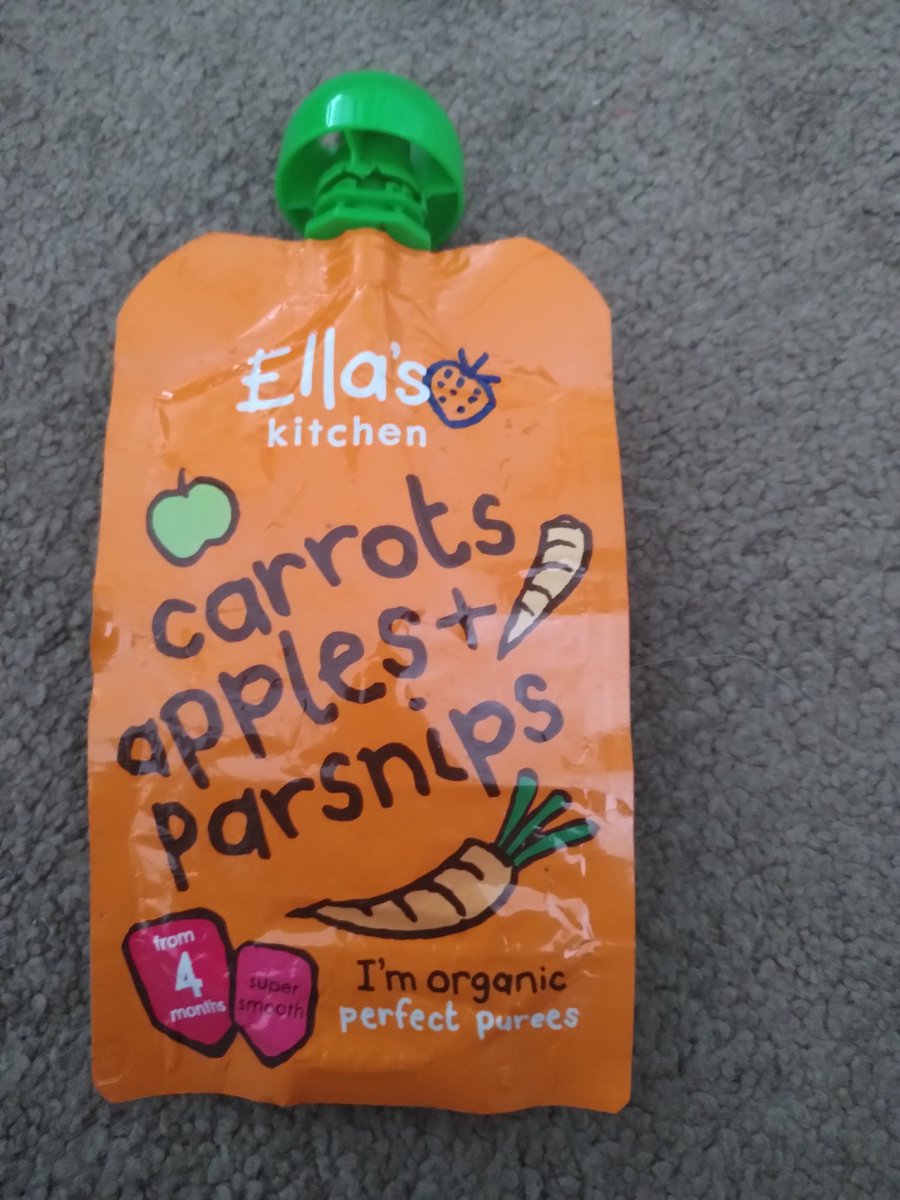 Ella's
kitchen
carrots
apples+
parsnips
from
4
months
super
smooth
I'm organic
perfect purees